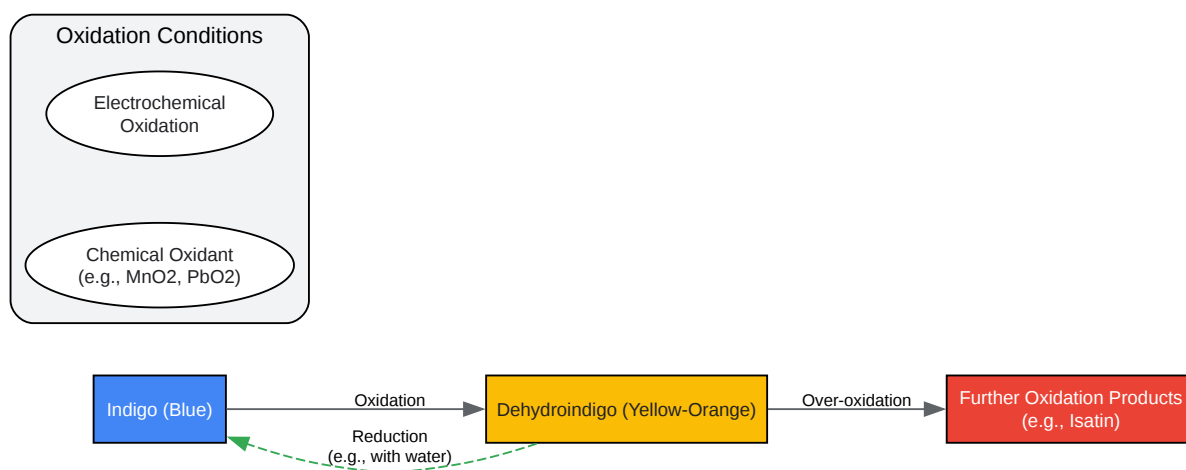 Oxidation Conditions
Electrochemical
Oxidation
Chemical Oxidant
(e.g., MnO2, PbO2)
Indigo (Blue)
Oxidation
Dehydroindigo (Yellow-Orange)
Over-oxidation
Further Oxidation Products
(e.g., Isatin)
Reduction
(e.g., with water)